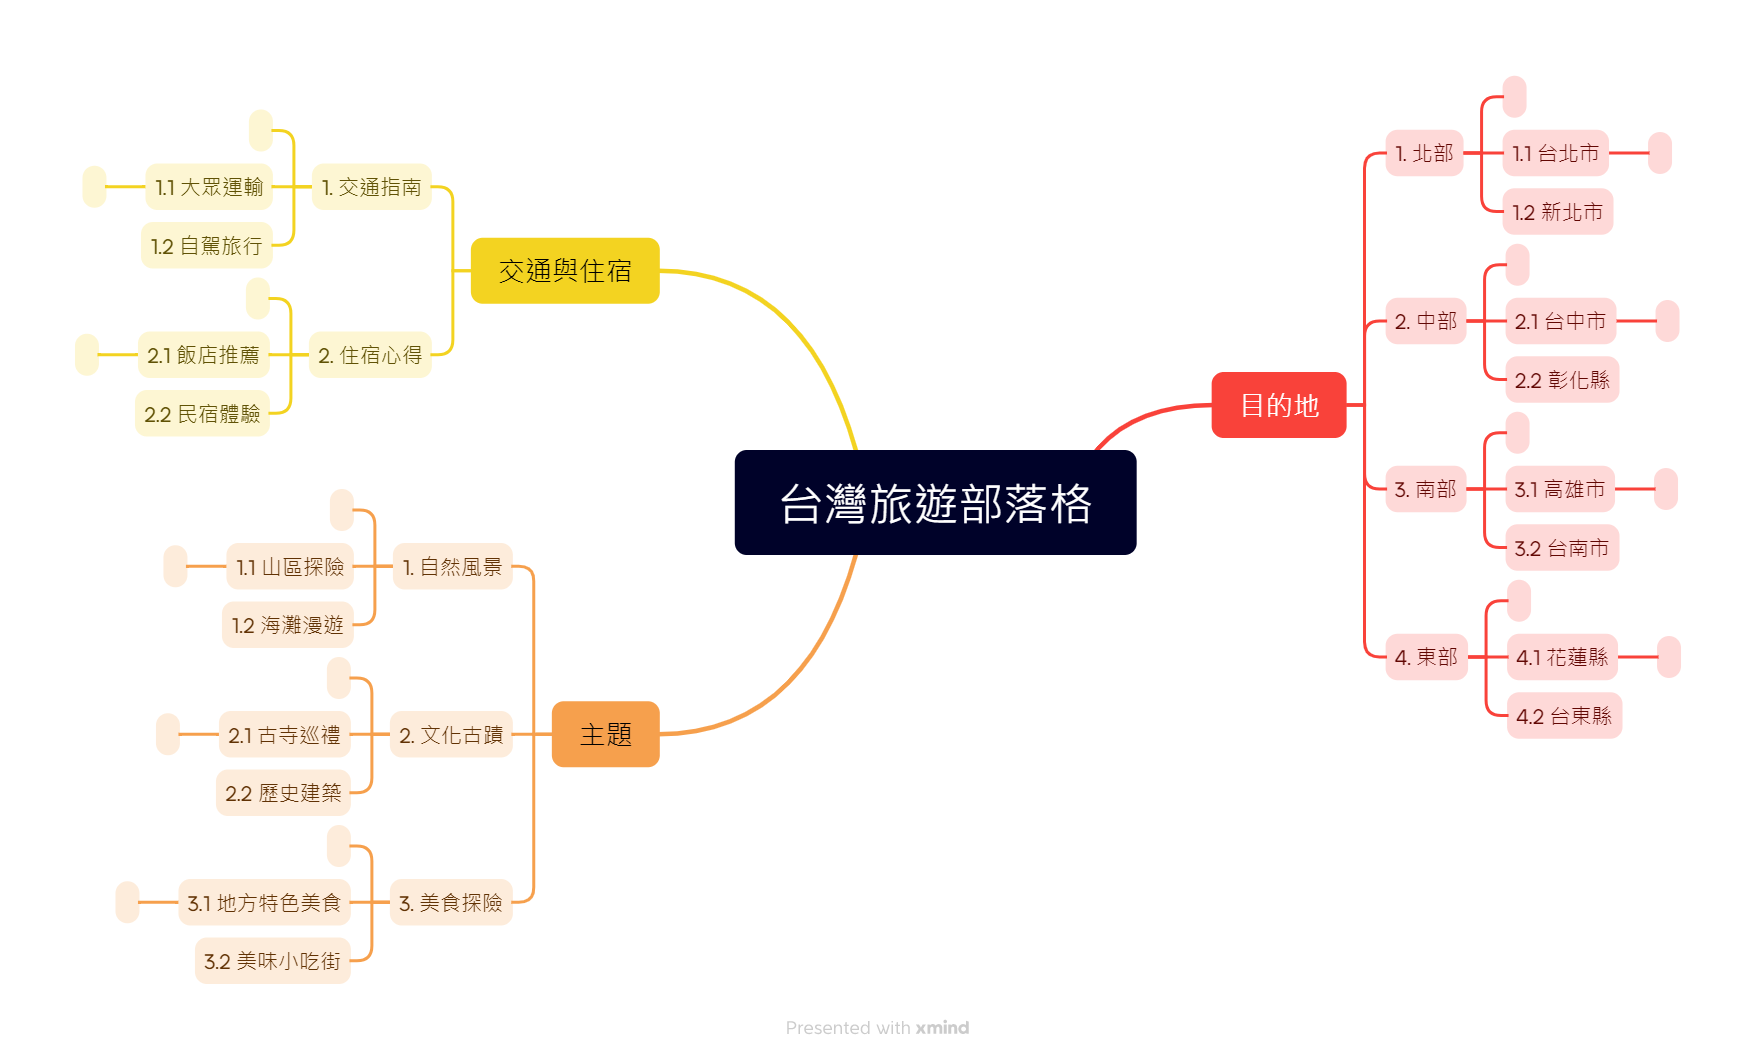 台灣旅遊部落格
目的地
1. 北部
1.1 台北市
1.2 新北市
2. 中部
2.1 台中市
2.2 彰化縣
3. 南部
3.1 高雄市
3.2 台南市
4. 東部
4.1 花蓮縣
4.2 台東縣
主題
1. 自然風景
1.1 山區探險
1.2 海灘漫遊
2. 文化古蹟
2.1 古寺巡禮
2.2 歷史建築
3. 美食探險
3.1 地方特色美食
3.2 美味小吃街
交通與住宿
1. 交通指南
1.1 大眾運輸
1.2 自駕旅行
2. 住宿心得
2.1 飯店推薦
2.2 民宿體驗
Presented with xmind